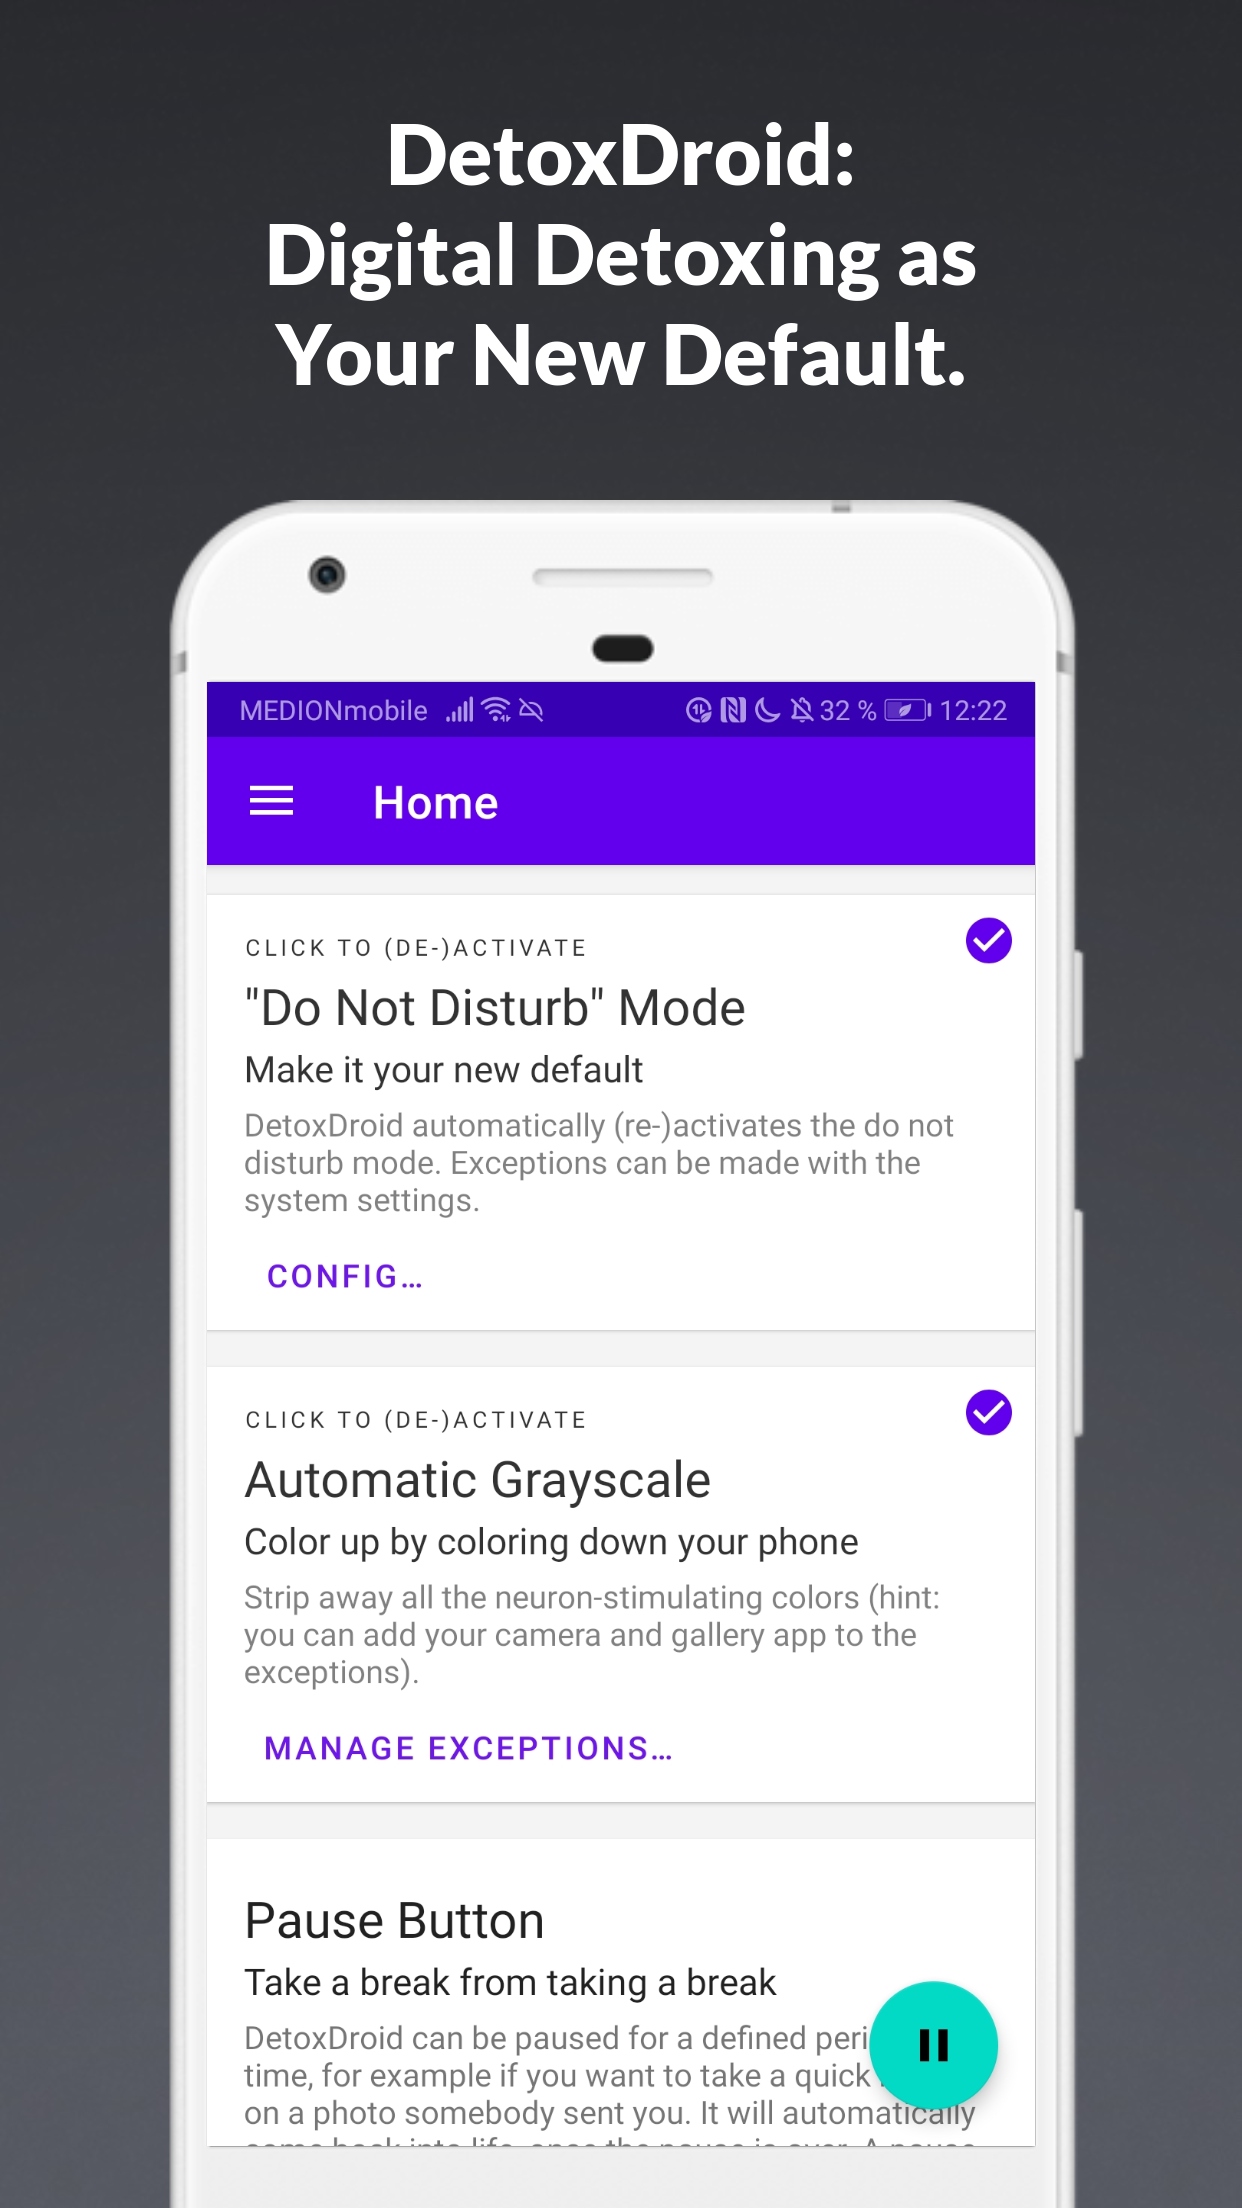 DetoxDroid:
Digital Detoxing as
Your New Default.
MEDIONmobile 32 % 12:22
Home
CLICK TO (DE-)ACTIVATE
"Do Not Disturb" Mode
Make it your new default
DetoxDroid automatically (re-)activates the do not
disturb mode. Exceptions can be made with the
system settings.
CONFIG…
CLICK TO (DE-)ACTIVATE
Automatic Grayscale
Color up by coloring down your phone
Strip away all the neuron-stimulating colors (hint:
you can add your camera and gallery app to the
exceptions).
MANAGE EXCEPTIONS…
Pause Button
Take a break from taking a break
DetoxDroid can be paused for a defined peri
time, for example if you want to take a quick
on a photo somebody sent you. It will automatically